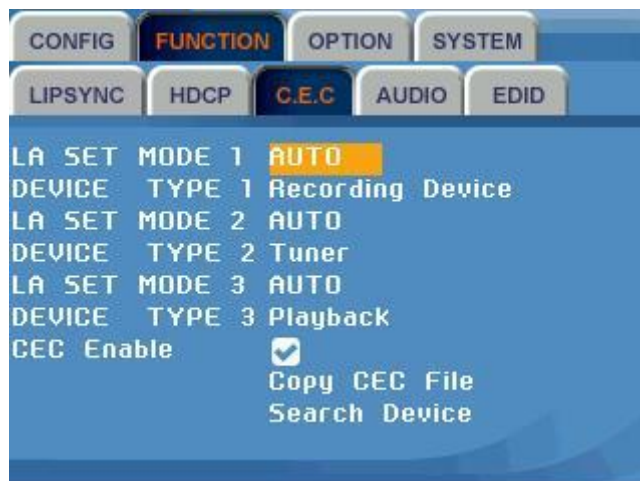 CONFIG FUNCTION OPTION SYSTEM
LIPSYNC HDCP C.E.C AUDIO EDID
LA SET MODE 1 AUTO
DEVICE TYPE 1 Recording Device
LA SET MODE 2 AUTO
DEVICE TYPE 2 Tuner
LA SET MODE 3 AUTO
DEVICE TYPE 3 Playback
CEC Enable
Copy CEC File
Search Device